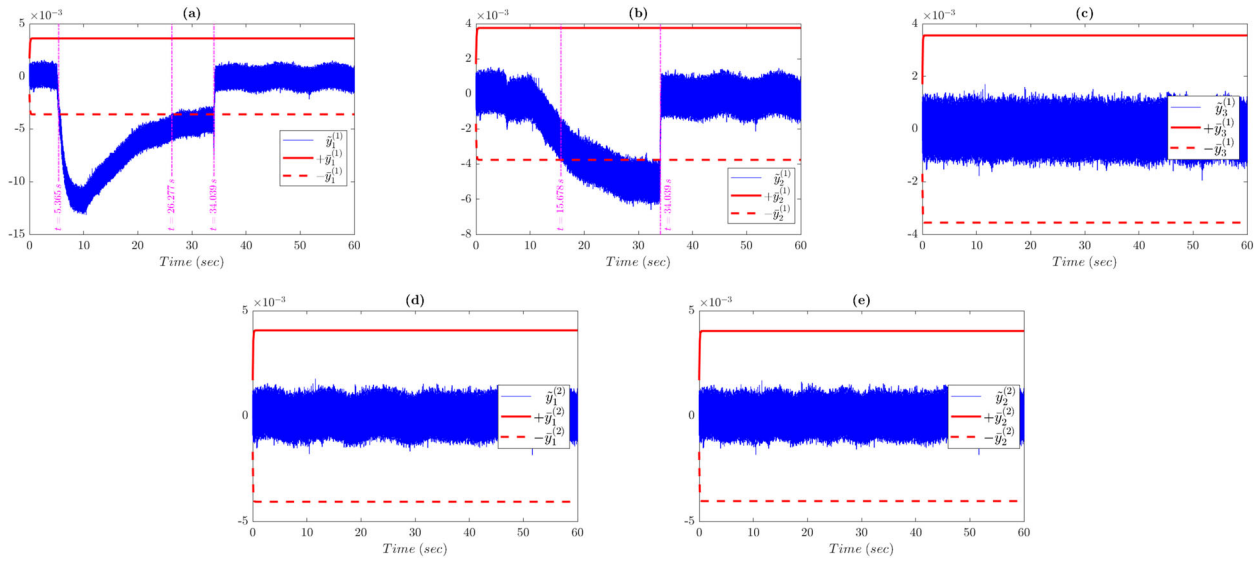 (a)
×10⁻³
5
0
-5
-10
-15
0 10 20 30 40 50 60
Time (sec)
t = 5.365 s
t = 26.277 s
t = 34.039 s
ỹ₁⁽¹⁾
+ȳ₁⁽¹⁾
−ȳ₁⁽¹⁾
(b)
×10⁻³
4
2
0
-2
-4
-6
-8
0 10 20 30 40 50 60
Time (sec)
t = 15.678 s
t = 34.039 s
ỹ₂⁽¹⁾
+ȳ₂⁽¹⁾
−ȳ₂⁽¹⁾
(c)
×10⁻³
4
2
0
-2
-4
0 10 20 30 40 50 60
Time (sec)
ỹ₃⁽¹⁾
+ȳ₃⁽¹⁾
−ȳ₃⁽¹⁾
(d)
×10⁻³
5
0
-5
0 10 20 30 40 50 60
Time (sec)
ỹ₁⁽²⁾
+ȳ₁⁽²⁾
−ȳ₁⁽²⁾
(e)
×10⁻³
5
0
-5
0 10 20 30 40 50 60
Time (sec)
ỹ₂⁽²⁾
+ȳ₂⁽²⁾
−ȳ₂⁽²⁾